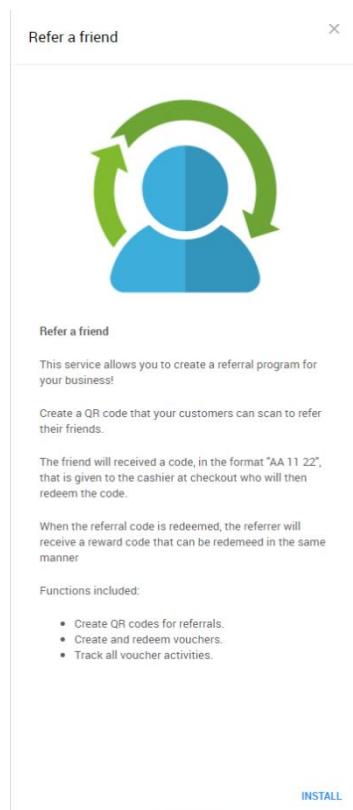 Refer a friend
×
Refer a friend
This service allows you to create a referral program for
your business!
Create a QR code that your customers can scan to refer
their friends.
The friend will received a code, in the format "AA 11 22",
that is given to the cashier at checkout who will then
redeem the code.
When the referral code is redeemed, the referrer will
receive a reward code that can be redemeed in the same
manner
Functions included:
• Create QR codes for referrals.
• Create and redeem vouchers.
• Track all voucher activities.
INSTALL